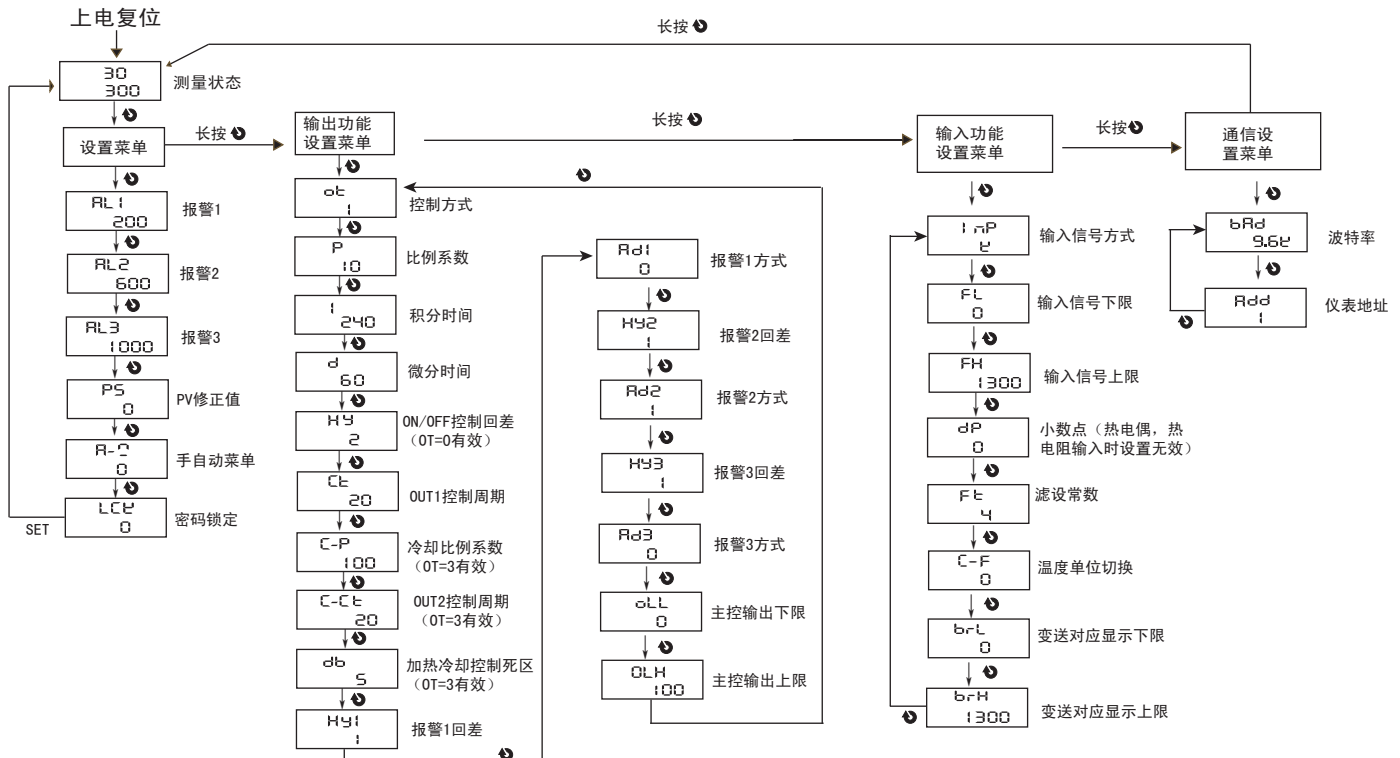 上电复位
30
300
测量状态
设置菜单
长按
AL1
200
报警1
AL2
600
报警2
AL3
1000
报警3
PS
0
PV修正值
A-M
0
手自动菜单
LCK
0
密码锁定
SET
输出功能
设置菜单
长按
ot
1
控制方式
P
10
比例系数
I
240
积分时间
d
60
微分时间
HY
2
ON/OFF控制回差
(OT=0有效)
Ct
20
OUT1控制周期
C-P
100
冷却比例系数
(OT=3有效)
C-Ct
20
OUT2控制周期
(OT=3有效)
db
5
加热冷却控制死区
(OT=3有效)
HY1
1
报警1回差
Ad1
0
报警1方式
HY2
1
报警2回差
Ad2
1
报警2方式
HY3
1
报警3回差
Ad3
0
报警3方式
oLL
0
主控输出下限
OLH
100
主控输出上限
输入功能
设置菜单
长按
InP
K
输入信号方式
FL
0
输入信号下限
FH
1300
输入信号上限
dP
0
小数点（热电偶，热
电阻输入时设置无效）
Ft
4
滤设常数
C-F
0
温度单位切换
brL
0
变送对应显示下限
brH
1300
变送对应显示上限
长按
通信设
置菜单
bAd
9.6K
波特率
Add
1
仪表地址